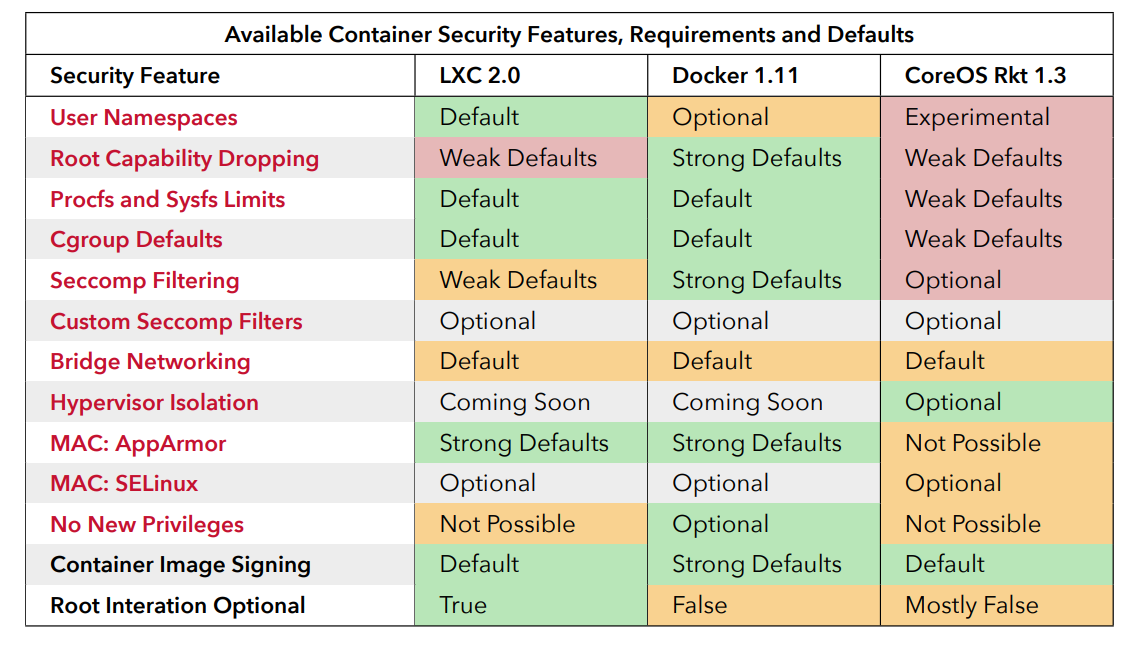 Available Container Security Features, Requirements and Defaults
Security Feature LXC 2.0 Docker 1.11 CoreOS Rkt 1.3
User Namespaces Default Optional Experimental
Root Capability Dropping Weak Defaults Strong Defaults Weak Defaults
Procfs and Sysfs Limits Default Default Weak Defaults
Cgroup Defaults Default Default Weak Defaults
Seccomp Filtering Weak Defaults Strong Defaults Optional
Custom Seccomp Filters Optional Optional Optional
Bridge Networking Default Default Default
Hypervisor Isolation Coming Soon Coming Soon Optional
MAC: AppArmor Strong Defaults Strong Defaults Not Possible
MAC: SELinux Optional Optional Optional
No New Privileges Not Possible Optional Not Possible
Container Image Signing Default Strong Defaults Default
Root Interation Optional True False Mostly False